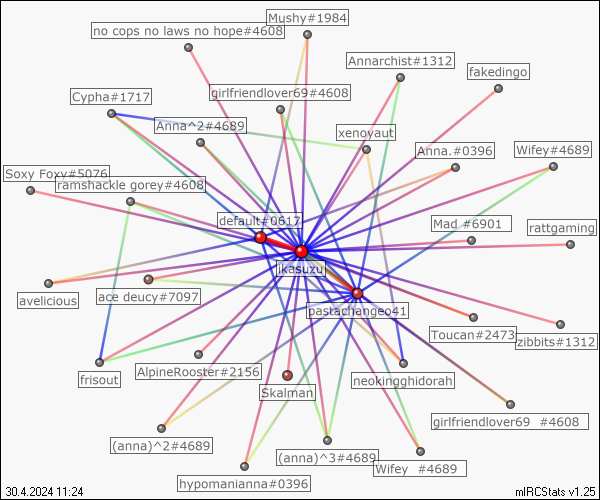 Mushy#1984
no cops no laws no hope#4608
Annarchist#1312
fakedingo
Cypha#1717
girlfriendlover69#4608
Anna^2#4689
xenoyaut
Anna.#0396
Wifey#4689
Soxy Foxy#5076
ramshackle gorey#4608
default#0617
Mad #6901
rattgaming
jkasuzu
avelicious
ace deucy#7097
pastachangeo41
Toucan#2473
zibbits#1312
frisout
AlpineRooster#2156
Skalman
neokingghidorah
girlfriendlover69 #4608
(anna)^2#4689
(anna)^3#4689
Wifey #4689
hypomanianna#0396
30.4.2024 11:24
mIRCStats v1.25